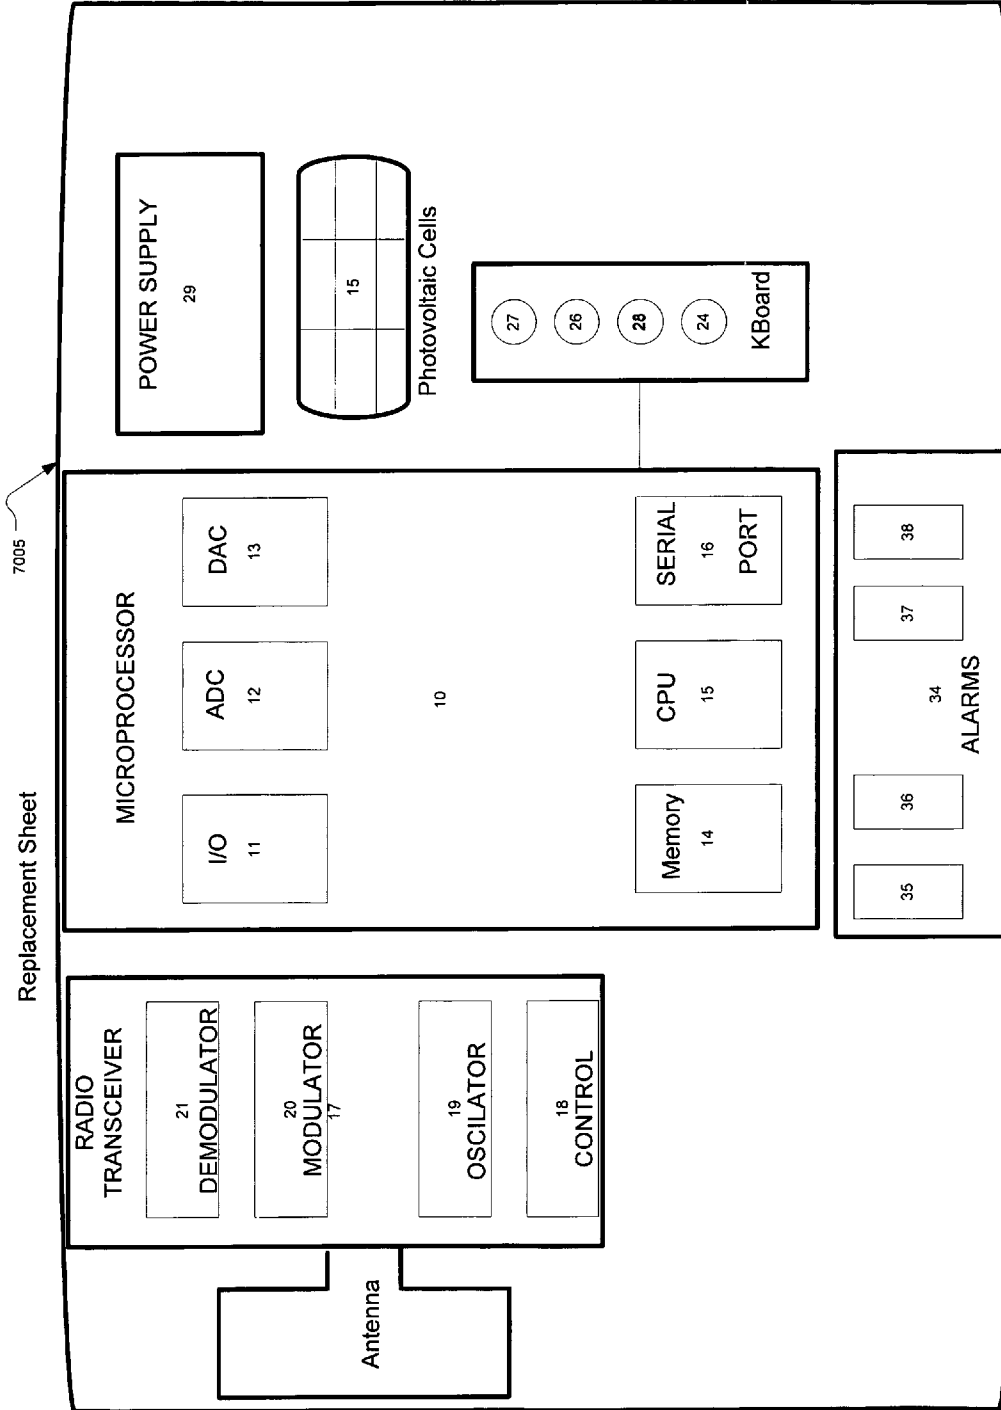 Replacement Sheet
7005
RADIO
TRANSCEIVER
21
DEMODULATOR
20
MODULATOR
17
19
OSCILATOR
18
CONTROL
Antenna
MICROPROCESSOR
I/O
11
ADC
12
DAC
13
10
Memory
14
CPU
15
SERIAL
16
PORT
POWER SUPPLY
29
15
Photovoltaic Cells
27
26
28
24
KBoard
35
36
37
38
34
ALARMS